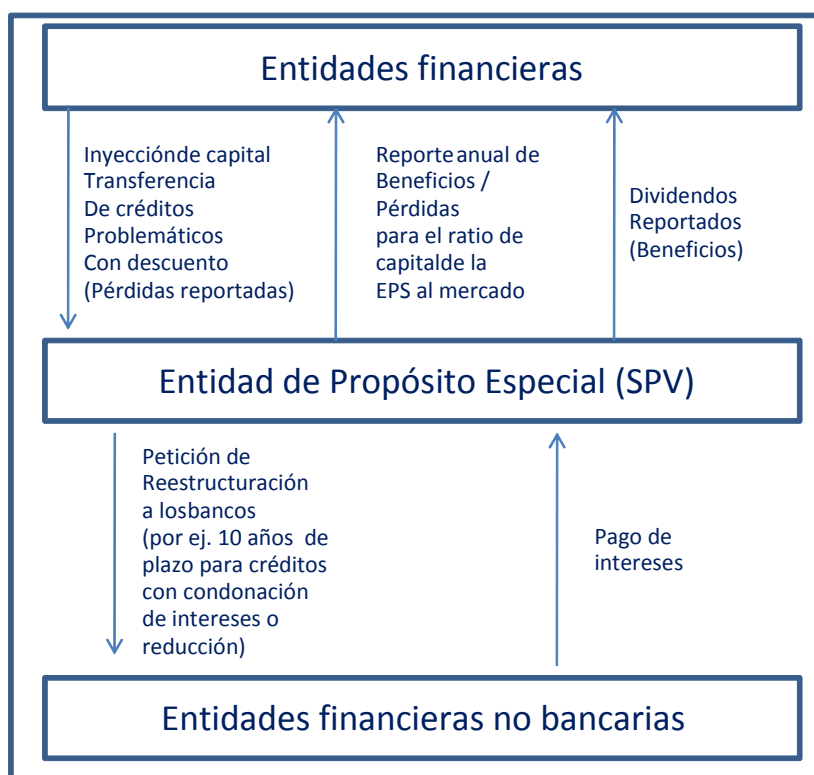 Entidades financieras
Inyecciónde capital
Transferencia
De créditos
Problemáticos
Con descuento
(Pérdidas reportadas)
Reporte anual de
Beneficios /
Pérdidas
para el ratio de
capitalde la
EPS al mercado
Dividendos
Reportados
(Beneficios)
Entidad de Propósito Especial (SPV)
Petición de
Reestructuración
a losbancos
(por ej. 10 años de
plazo para créditos
con condonación
de intereses o
reducción)
Pago de
intereses
Entidades financieras no bancarias